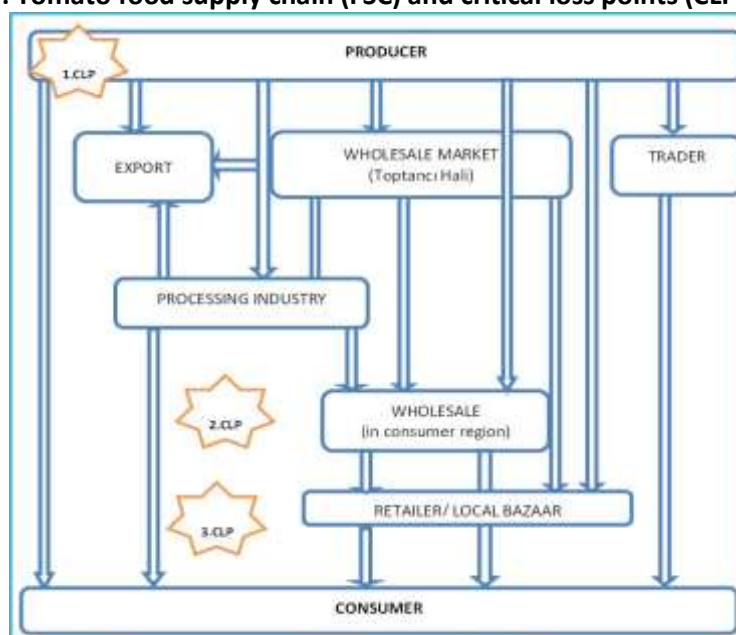 . Tomato food supply chain (FSC) and critical loss points (CLP
PRODUCER
1.CLP
EXPORT
WHOLESALE MARKET
(Toptancı Hali)
TRADER
PROCESSING INDUSTRY
2.CLP
WHOLESALE
(in consumer region)
3.CLP
RETAILER/ LOCAL BAZAAR
CONSUMER